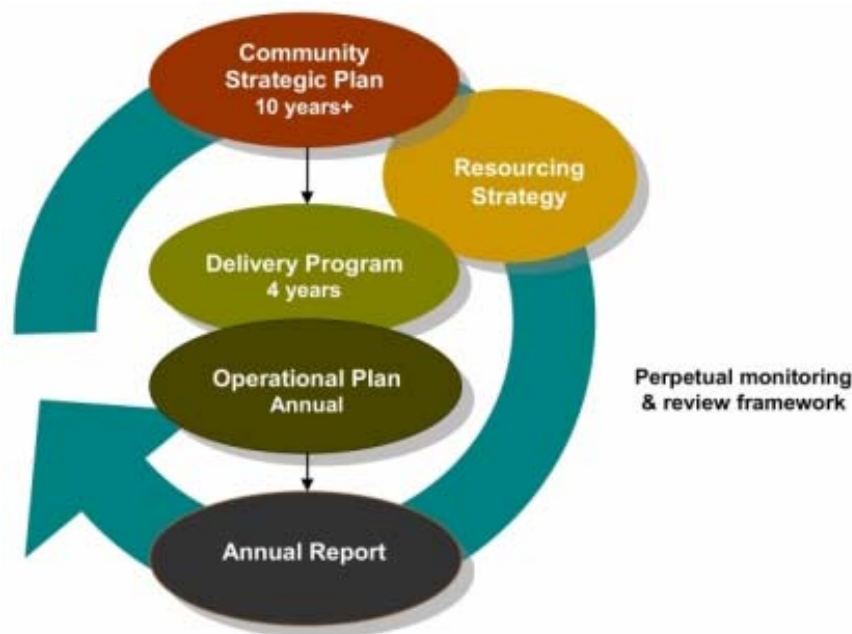 Community
Strategic Plan
10 years+
Resourcing
Strategy
Delivery Program
4 years
Operational Plan
Annual
Perpetual monitoring
& review framework
Annual Report